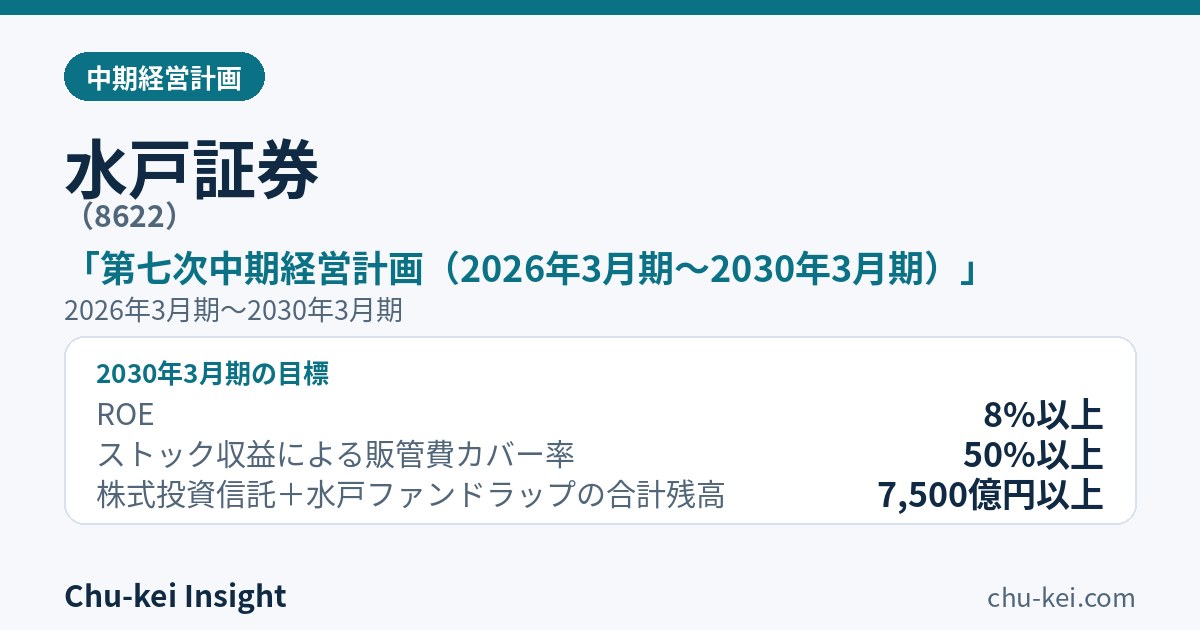 中期経営計画
水戸証券
（8622）
「第七次中期経営計画（2026年3月期〜2030年3月期）」
2026年3月期〜2030年3月期
2030年3月期の目標
ROE 8%以上
ストック収益による販管費カバー率 50%以上
株式投資信託＋水戸ファンドラップの合計残高 7,500億円以上
Chu-kei Insight chu-kei.com